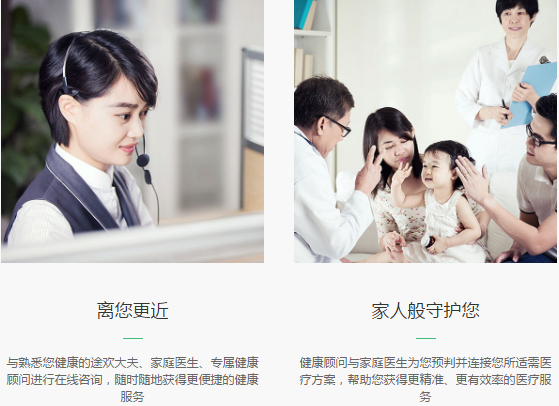 离您更近
与熟悉您健康的途欢大夫、家庭医生、专属健康
顾问进行在线咨询，随时随地获得更便捷的健康
服务
家人般守护您
健康顾问与家庭医生为您预判并连接您所适需医
疗方案，帮助您获得更精准、更有效率的医疗服
务